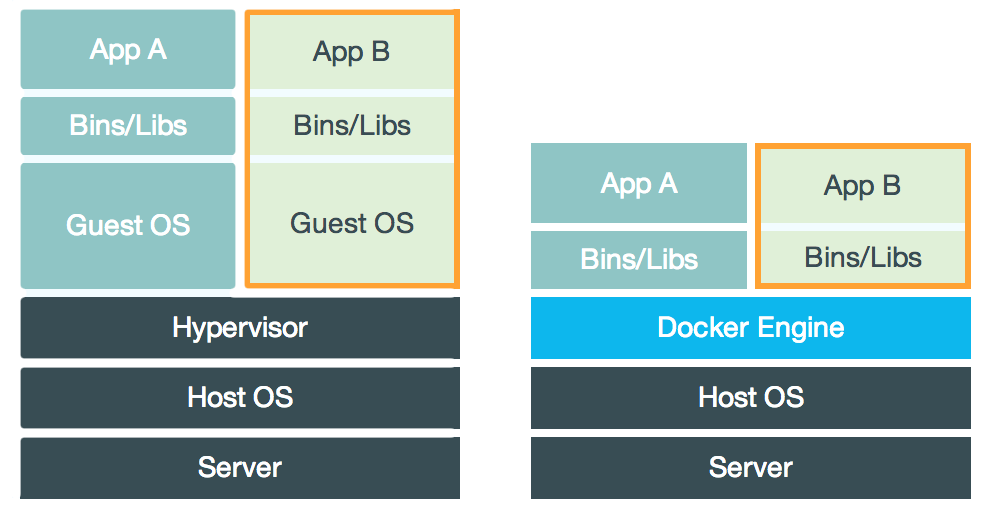 App A
App B
Bins/Libs
Bins/Libs
Guest OS
Guest OS
Hypervisor
Host OS
Server
App A
App B
Bins/Libs
Bins/Libs
Docker Engine
Host OS
Server